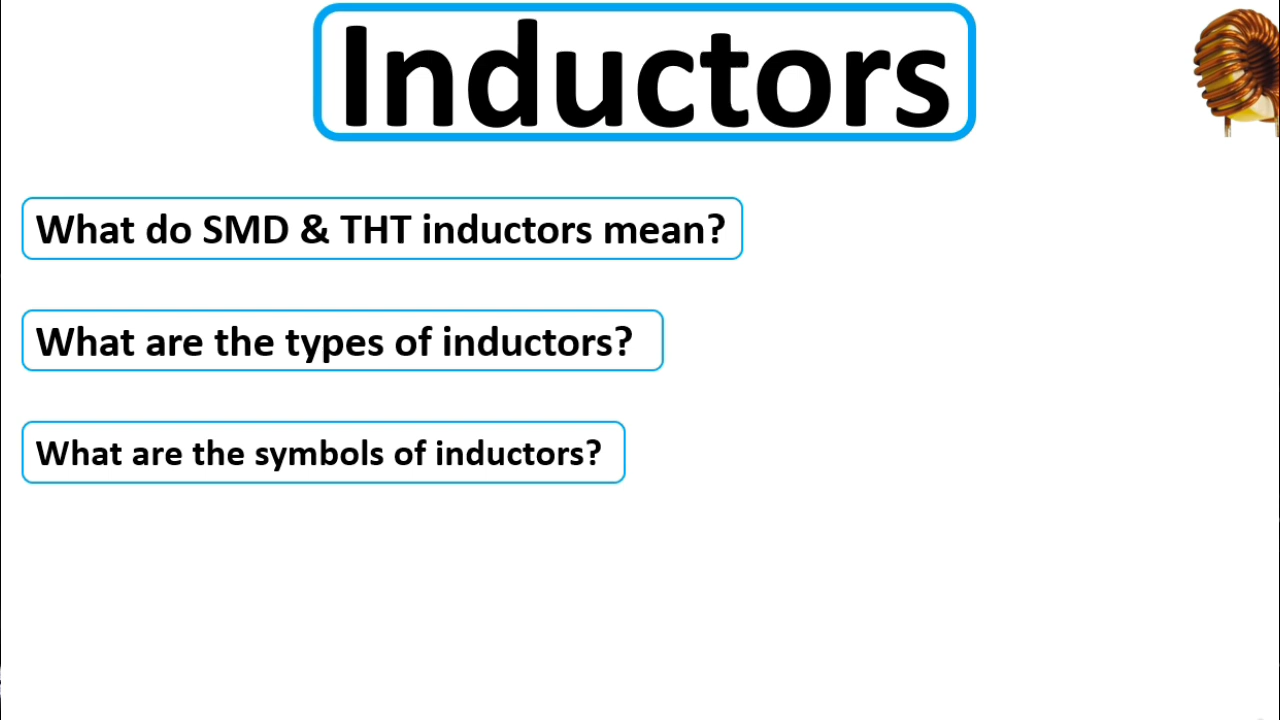 Inductors
What do SMD & THT inductors mean?
What are the types of inductors?
What are the symbols of inductors?